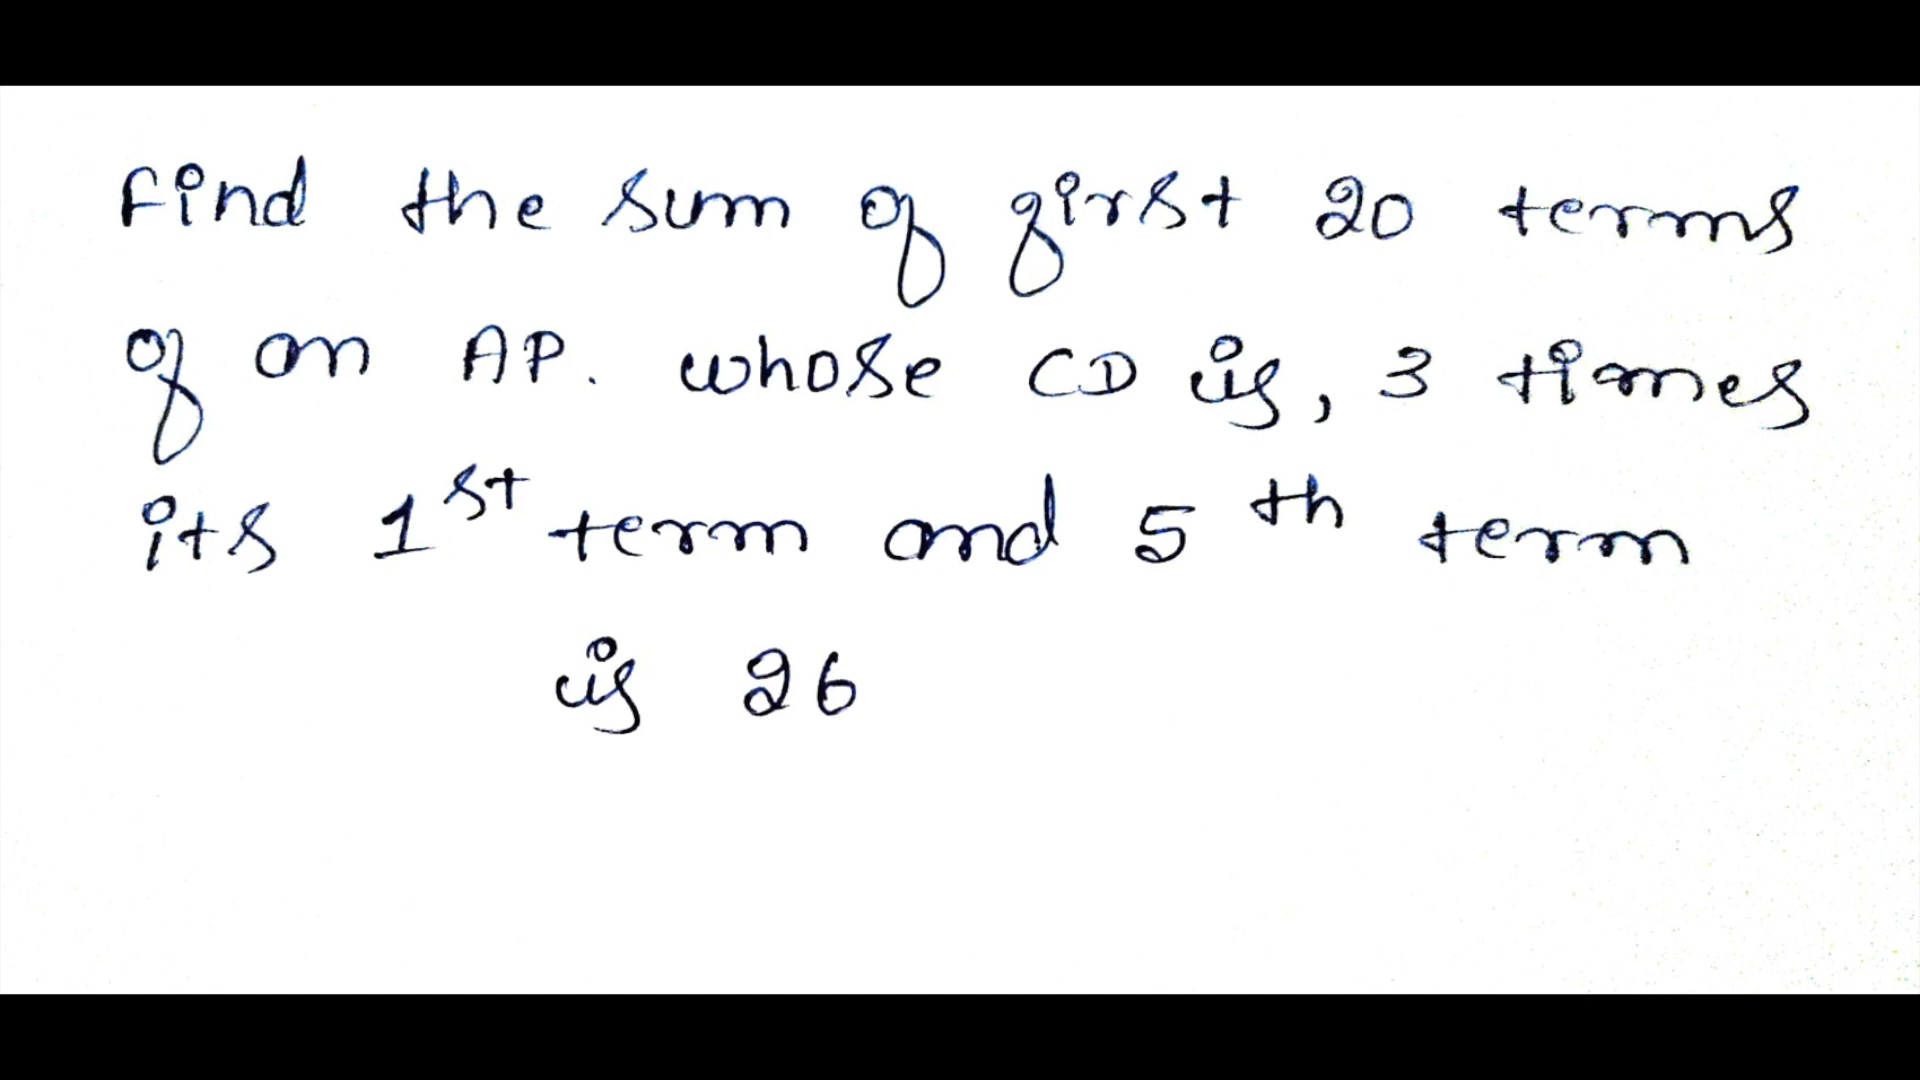 Find the sum of first 20 terms
of an AP. whose CD is, 3 times
its 1st term and 5th term
is 26